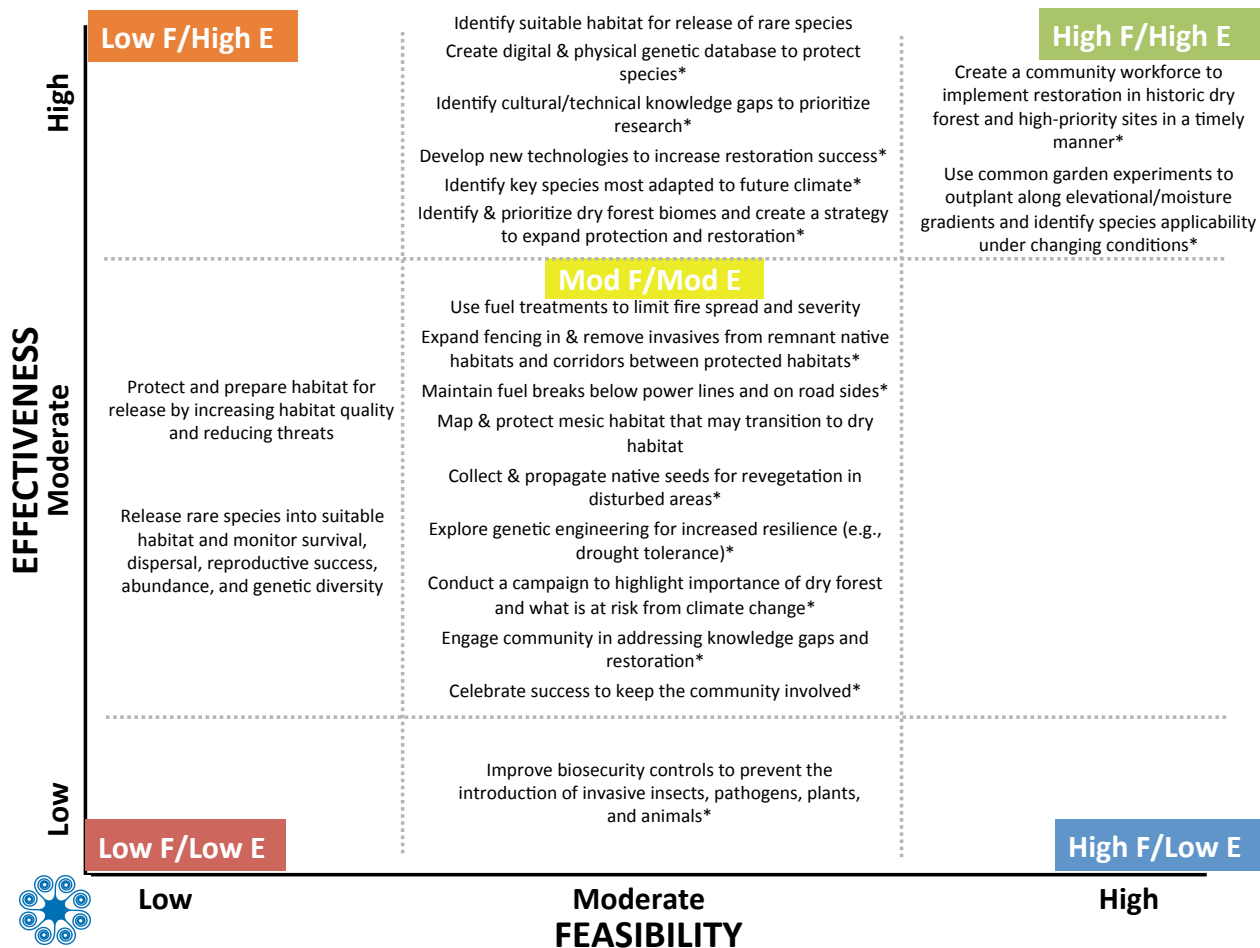 Low F/High E
Identify suitable habitat for release of rare species
Create digital & physical genetic database to protect
species*
Identify cultural/technical knowledge gaps to prioritize
research*
Develop new technologies to increase restoration success*
Identify key species most adapted to future climate*
Identify & prioritize dry forest biomes and create a strategy
to expand protection and restoration*
High F/High E
Create a community workforce to
implement restoration in historic dry
forest and high-priority sites in a timely
manner*
Use common garden experiments to
outplant along elevational/moisture
gradients and identify species applicability
under changing conditions*
High
EFFECTIVENESS
Moderate
Protect and prepare habitat for
release by increasing habitat quality
and reducing threats
Release rare species into suitable
habitat and monitor survival,
dispersal, reproductive success,
abundance, and genetic diversity
Mod F/Mod E
Use fuel treatments to limit fire spread and severity
Expand fencing in & remove invasives from remnant native
habitats and corridors between protected habitats*
Maintain fuel breaks below power lines and on road sides*
Map & protect mesic habitat that may transition to dry
habitat
Collect & propagate native seeds for revegetation in
disturbed areas*
Explore genetic engineering for increased resilience (e.g.,
drought tolerance)*
Conduct a campaign to highlight importance of dry forest
and what is at risk from climate change*
Engage community in addressing knowledge gaps and
restoration*
Celebrate success to keep the community involved*
Low
Low F/Low E
Improve biosecurity controls to prevent the
introduction of invasive insects, pathogens, plants,
and animals*
High F/Low E
Low
Moderate
High
FEASIBILITY